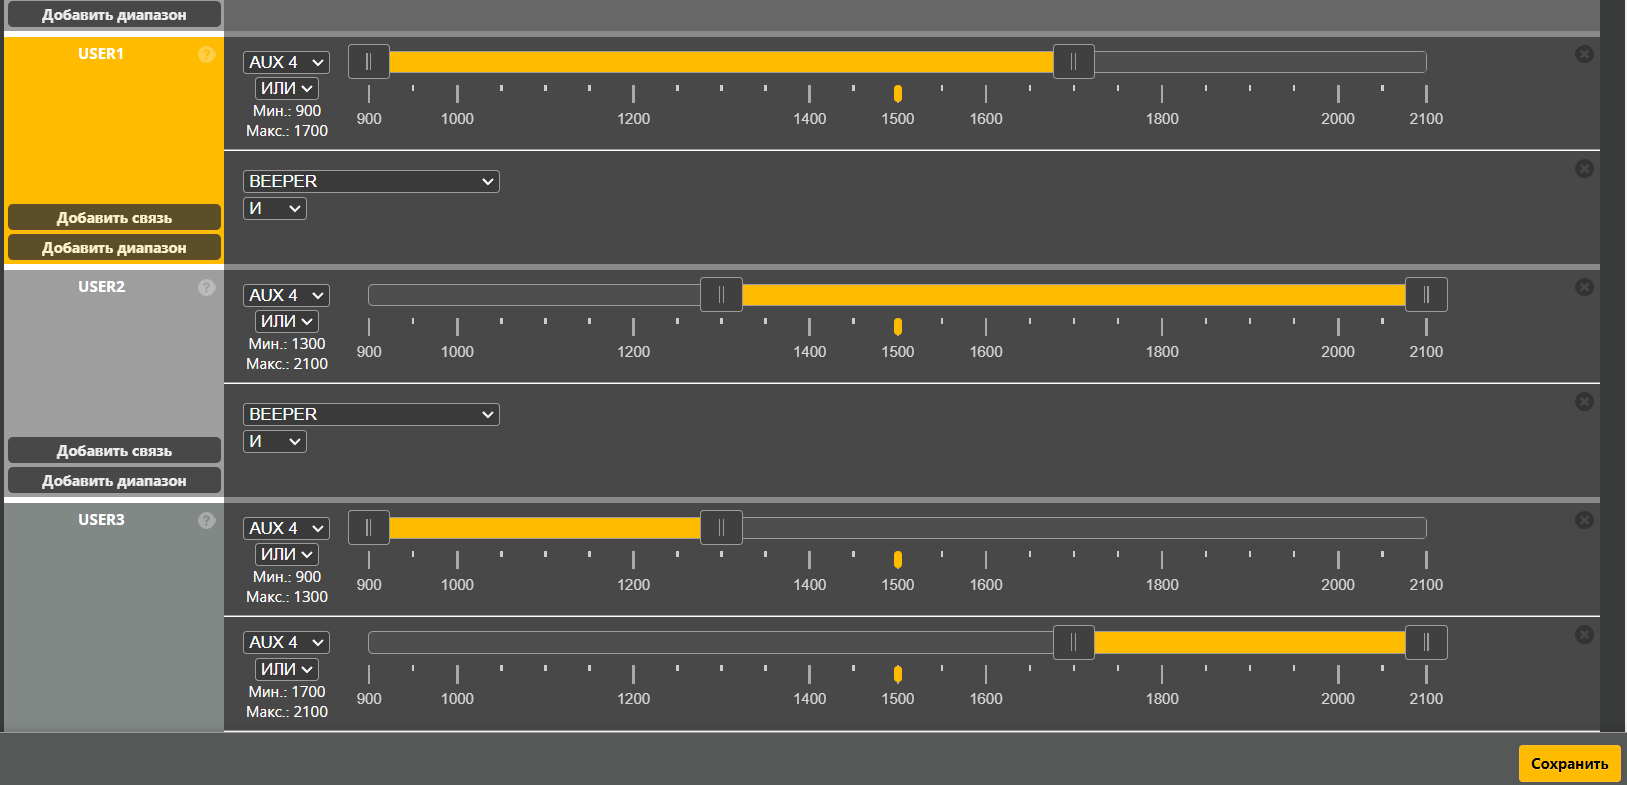 Добавить диапазон
USER1
?
AUX 4
ИЛИ
Мин.: 900
Макс.: 1700
900 1000 1200 1400 1500 1600 1800 2000 2100
BEEPER
И
Добавить связь
Добавить диапазон
USER2
?
AUX 4
ИЛИ
Мин.: 1300
Макс.: 2100
900 1000 1200 1400 1500 1600 1800 2000 2100
BEEPER
И
Добавить связь
Добавить диапазон
USER3
?
AUX 4
ИЛИ
Мин.: 900
Макс.: 1300
900 1000 1200 1400 1500 1600 1800 2000 2100
AUX 4
ИЛИ
Мин.: 1700
Макс.: 2100
900 1000 1200 1400 1500 1600 1800 2000 2100
Сохранить